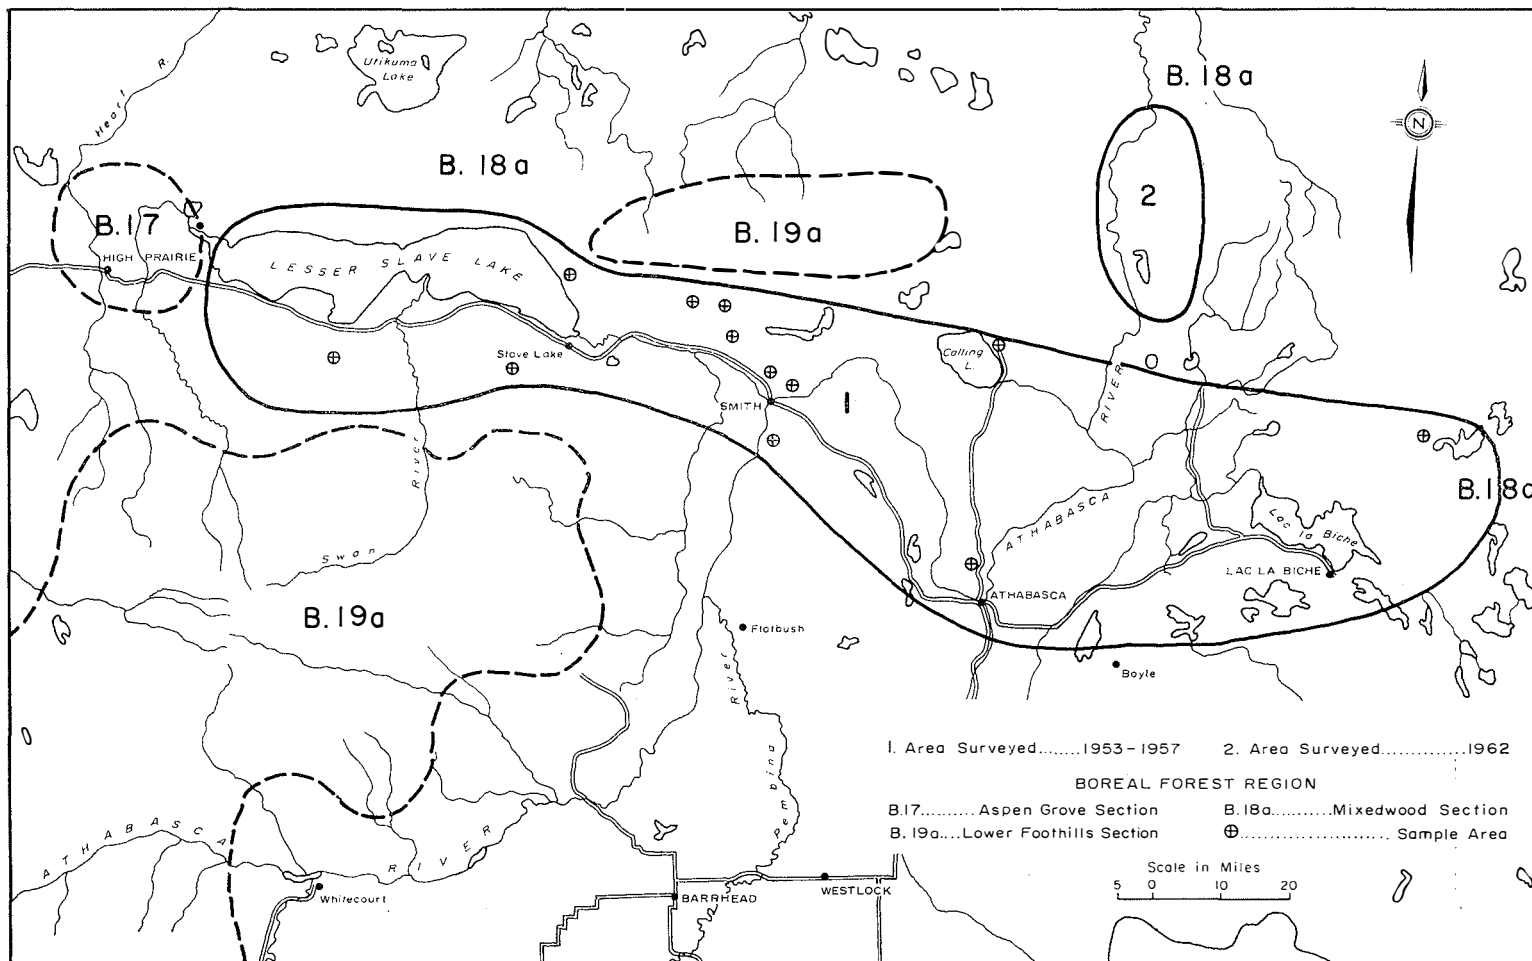 Utikuma
Lake
Heart R.
B.18a
B. 18a
N
B.17
B. 19a
2
HIGH PRAIRIE
LESSER SLAVE LAKE
Slave Lake
Calling
L.
SMITH
1
RIVER
River
B.18a
ATHABASCA
Lac la Biche
Swan
LAC LA BICHE
ATHABASCA
B.19a
Flatbush
River
Boyle
Pembina
1. Area Surveyed.......1953-1957 2. Area Surveyed.............1962
BOREAL FOREST REGION
B.17.......... Aspen Grove Section B.18a..........Mixedwood Section
B. 19a....Lower Foothills Section ⊕....................... Sample Area
ATHABASCA RIVER
Scale in Miles
5 0 10 20
Whitecourt
BARRHEAD
WESTLOCK